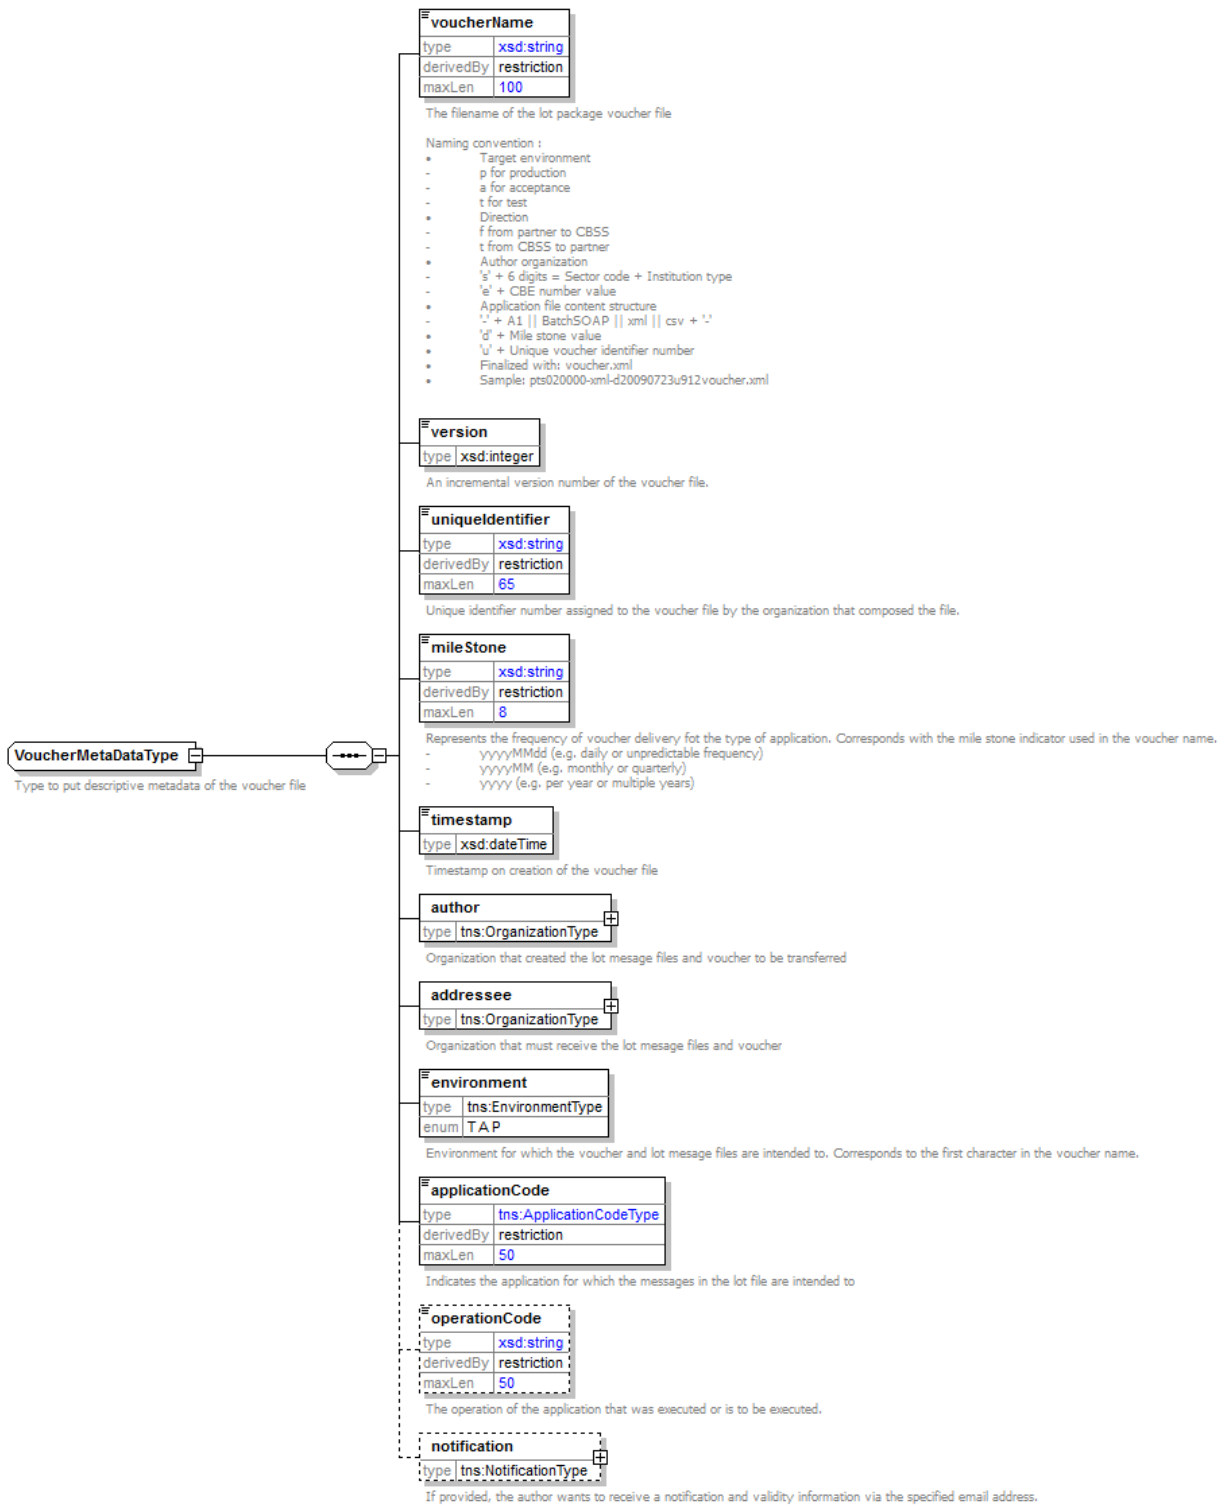 voucherName
type xsd:string
derivedBy restriction
maxLen 100
The filename of the lot package voucher file
Naming convention :
• Target environment
- p for production
- a for acceptance
- t for test
• Direction
- f from partner to CBSS
- t from CBSS to partner
• Author organization
- 's' + 6 digits = Sector code + Institution type
- 'e' + CBE number value
• Application file content structure
- '-' + A1 || BatchSOAP || xml || csv + '-'
• 'd' + Mile stone value
• 'u' + Unique voucher identifier number
• Finalized with: voucher.xml
• Sample: pts020000-xml-d20090723u912voucher.xml
version
type xsd:integer
An incremental version number of the voucher file.
uniqueIdentifier
type xsd:string
derivedBy restriction
maxLen 65
Unique identifier number assigned to the voucher file by the organization that composed the file.
mileStone
type xsd:string
derivedBy restriction
maxLen 8
Represents the frequency of voucher delivery fot the type of application. Corresponds with the mile stone indicator used in the voucher name.
- yyyyMMdd (e.g. daily or unpredictable frequency)
- yyyyMM (e.g. monthly or quarterly)
- yyyy (e.g. per year or multiple years)
VoucherMetaDataType
Type to put descriptive metadata of the voucher file
timestamp
type xsd:dateTime
Timestamp on creation of the voucher file
author
type tns:OrganizationType
Organization that created the lot mesage files and voucher to be transferred
addressee
type tns:OrganizationType
Organization that must receive the lot mesage files and voucher
environment
type tns:EnvironmentType
enum T A P
Environment for which the voucher and lot mesage files are intended to. Corresponds to the first character in the voucher name.
applicationCode
type tns:ApplicationCodeType
derivedBy restriction
maxLen 50
Indicates the application for which the messages in the lot file are intended to
operationCode
type xsd:string
derivedBy restriction
maxLen 50
The operation of the application that was executed or is to be executed.
notification
type tns:NotificationType
If provided, the author wants to receive a notification and validity information via the specified email address.